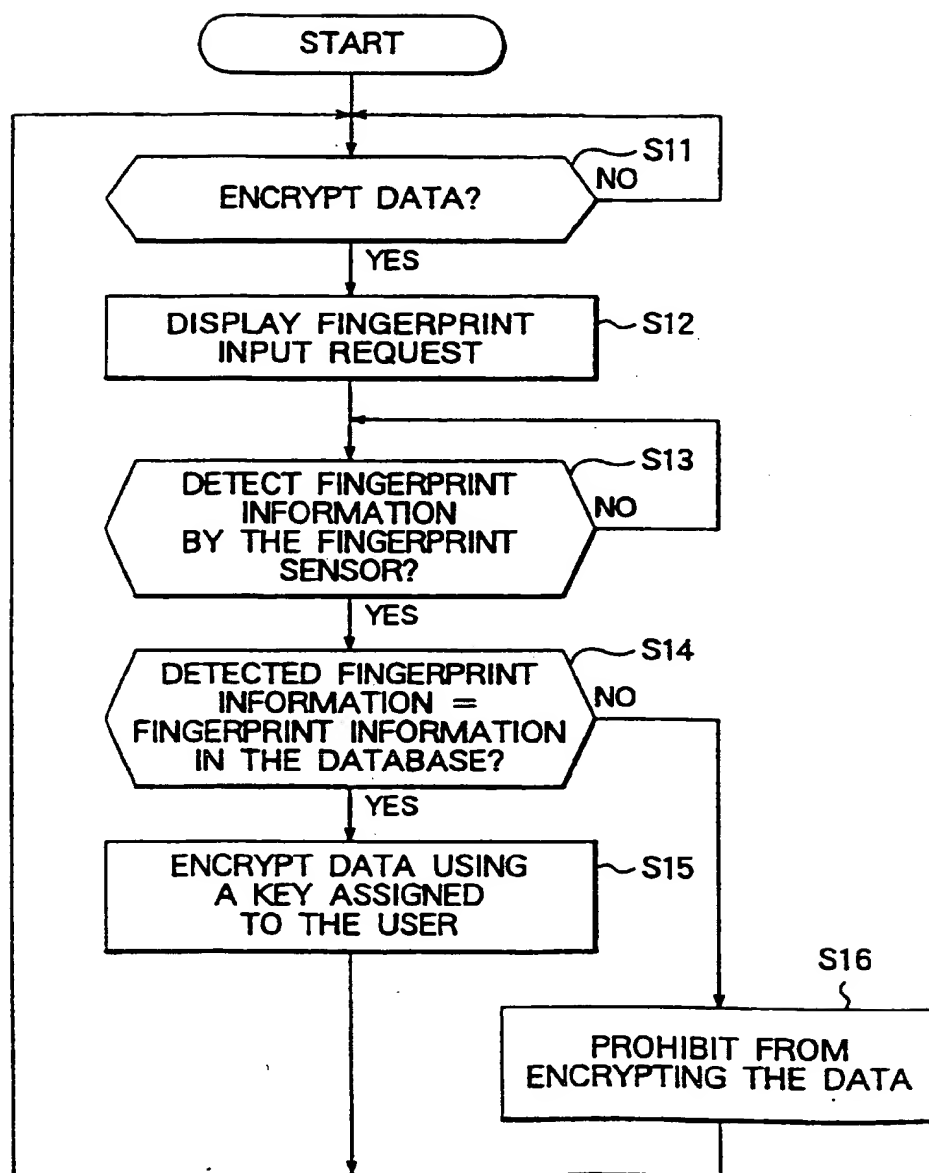 START
S11
NO
ENCRYPT DATA?
YES
DISPLAY FINGERPRINT
INPUT REQUEST
S12
S13
DETECT FINGERPRINT
INFORMATION
BY THE FINGERPRINT
SENSOR?
NO
YES
S14
DETECTED FINGERPRINT
INFORMATION =
FINGERPRINT INFORMATION
IN THE DATABASE?
NO
YES
ENCRYPT DATA USING
A KEY ASSIGNED
TO THE USER
S15
S16
PROHIBIT FROM
ENCRYPTING THE DATA